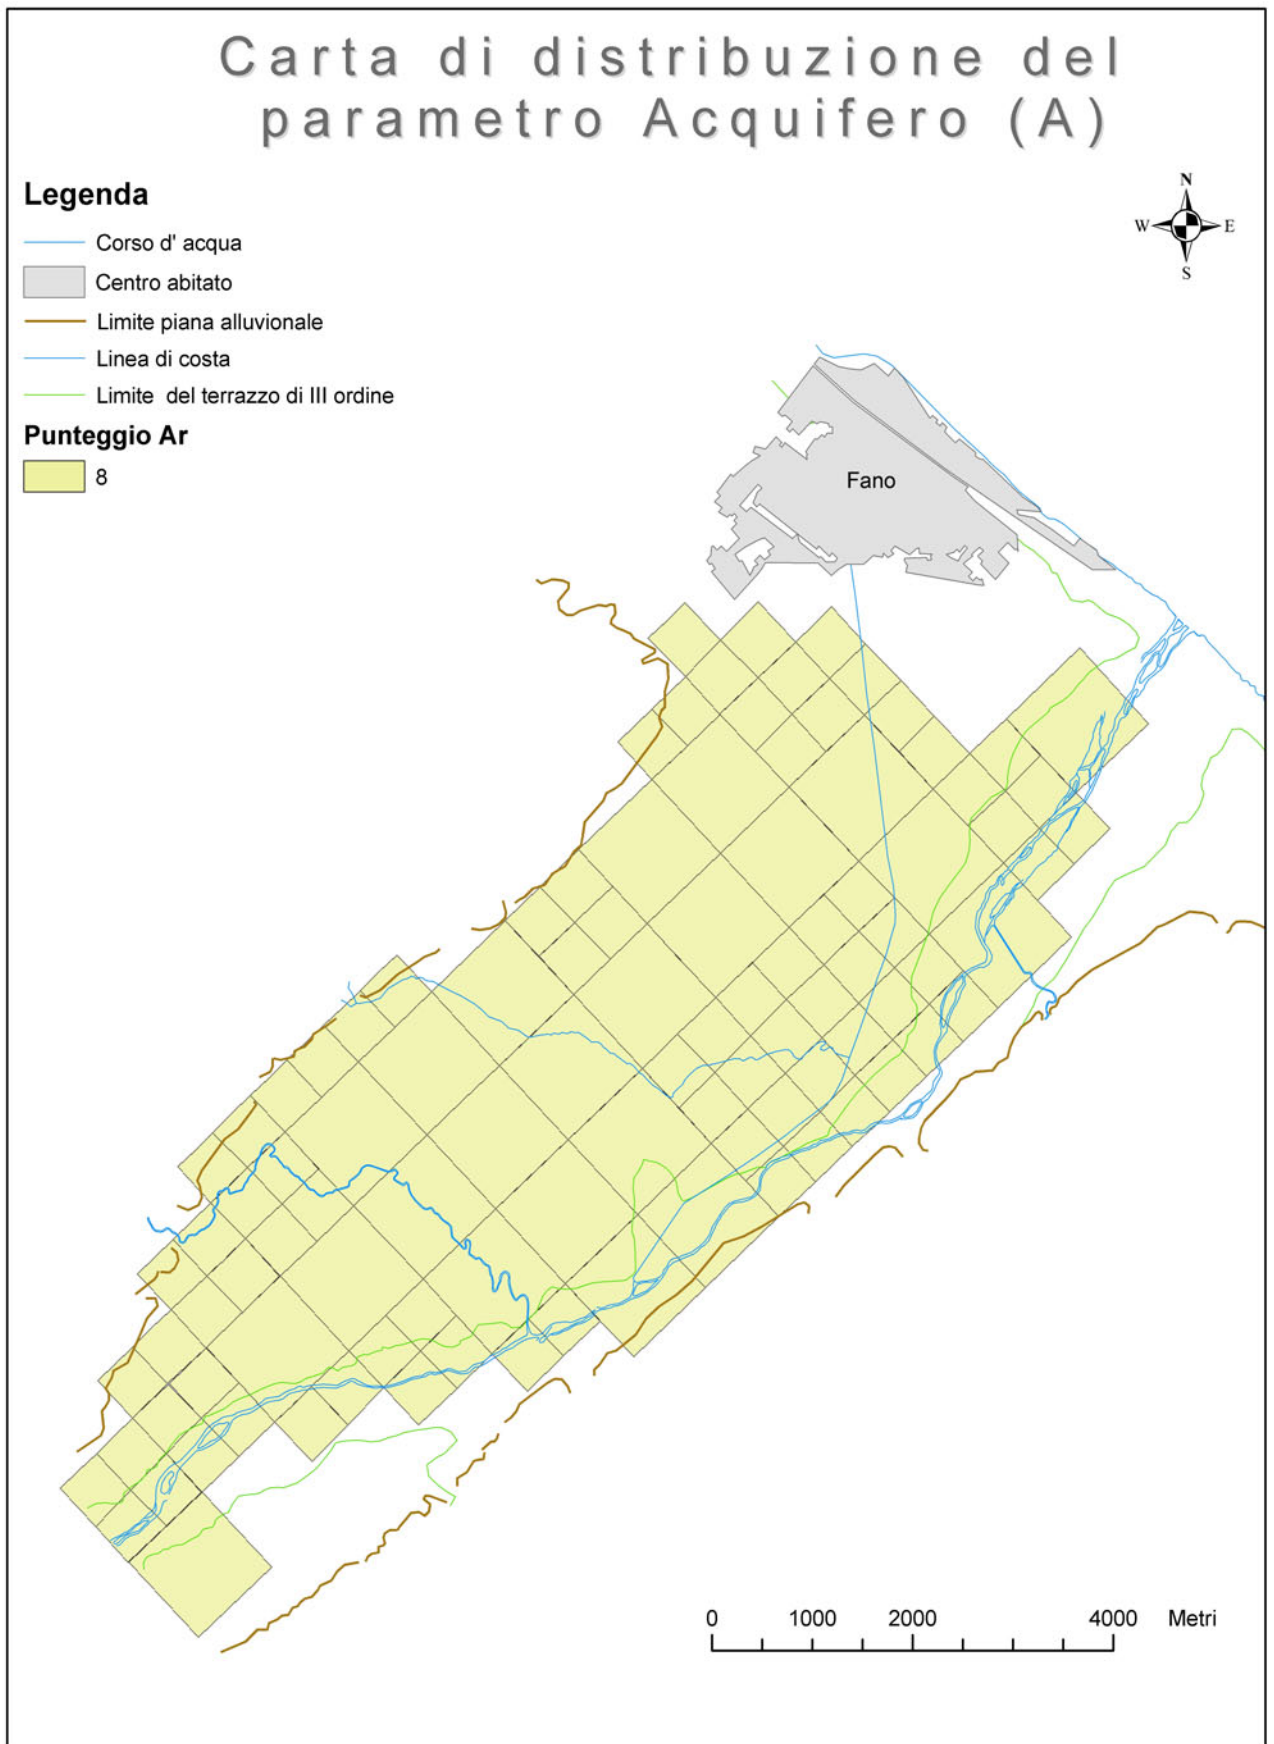 Carta di distribuzione del
parametro Acquifero (A)
Legenda
Corso d' acqua
Centro abitato
Limite piana alluvionale
Linea di costa
Limite del terrazzo di III ordine
Punteggio Ar
8
N
W E
S
Fano
0 1000 2000 4000 Metri